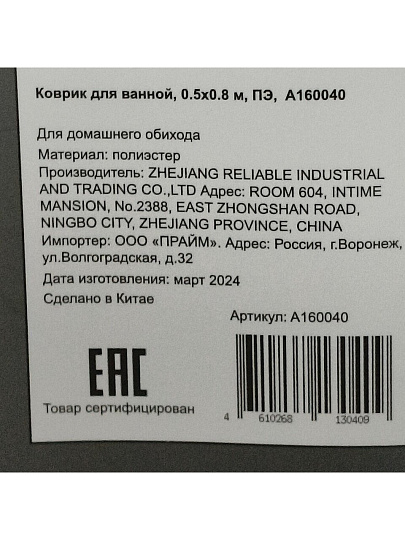 Коврик для ванной, 0.5х0.8 м, ПЭ, А160040
Для домашнего обихода
Материал: полиэстер
Производитель: ZHEJIANG RELIABLE INDUSTRIAL
AND TRADING CO.,LTD Адрес: ROOM 604, INTIME
MANSION, No.2388, EAST ZHONGSHAN ROAD,
NINGBO CITY, ZHEJIANG PROVINCE, CHINA
Импортер: ООО «ПРАЙМ». Адрес: Россия, г.Воронеж,
ул.Волгоградская, д.32
Дата изготовления: март 2024
Сделано в Китае
Артикул: А160040
EAC
Товар сертифицирован
4 610268 130409